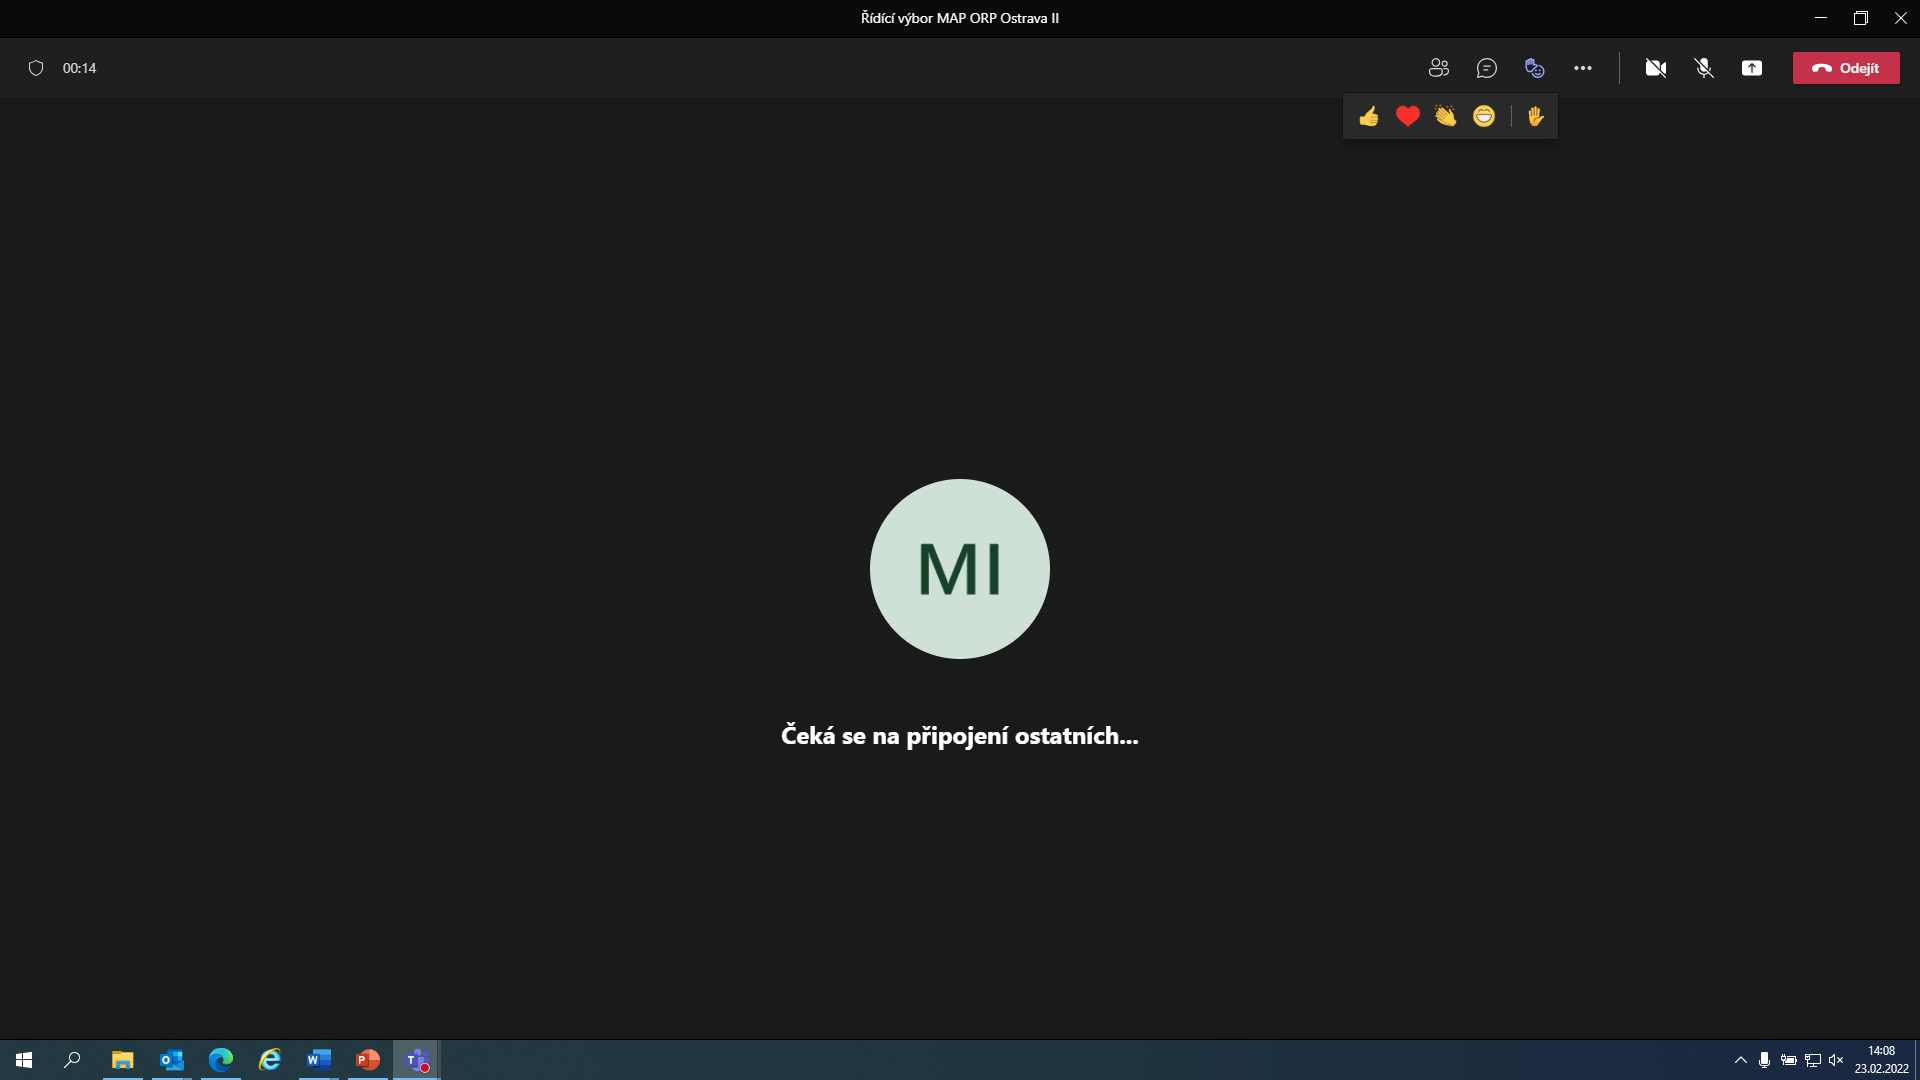 Řídící výbor MAP ORP Ostrava II
00:14
Odejít
MI
Čeká se na připojení ostatních...
14:08
23.02.2022